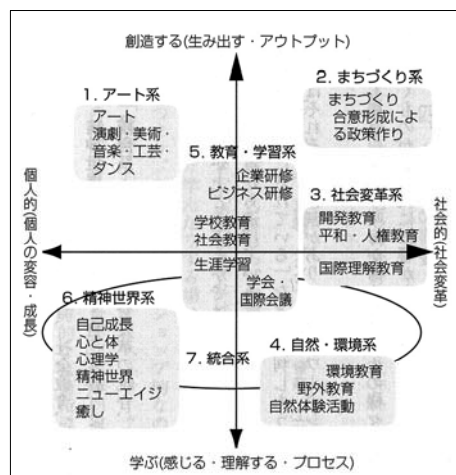 創造する(生み出す・アウトプット)
1. アート系
アート
演劇・美術・
音楽・工芸・
ダンス
2. まちづくり系
まちづくり
合意形成によ
る政策作り
5. 教育・学習系
企業研修
ビジネス研修
学校教育
社会教育
生涯学習
学会・
国際会議
3. 社会変革系
開発教育
平和・人権教育
国際理解教育
個人的(個人の変容・成長)
社会的(社会変革)
6. 精神世界系
自己成長
心と体
心理学
精神世界
ニューエイジ
癒し
7. 統合系
4. 自然・環境系
環境教育
野外教育
自然体験活動
学ぶ(感じる・理解する・プロセス)